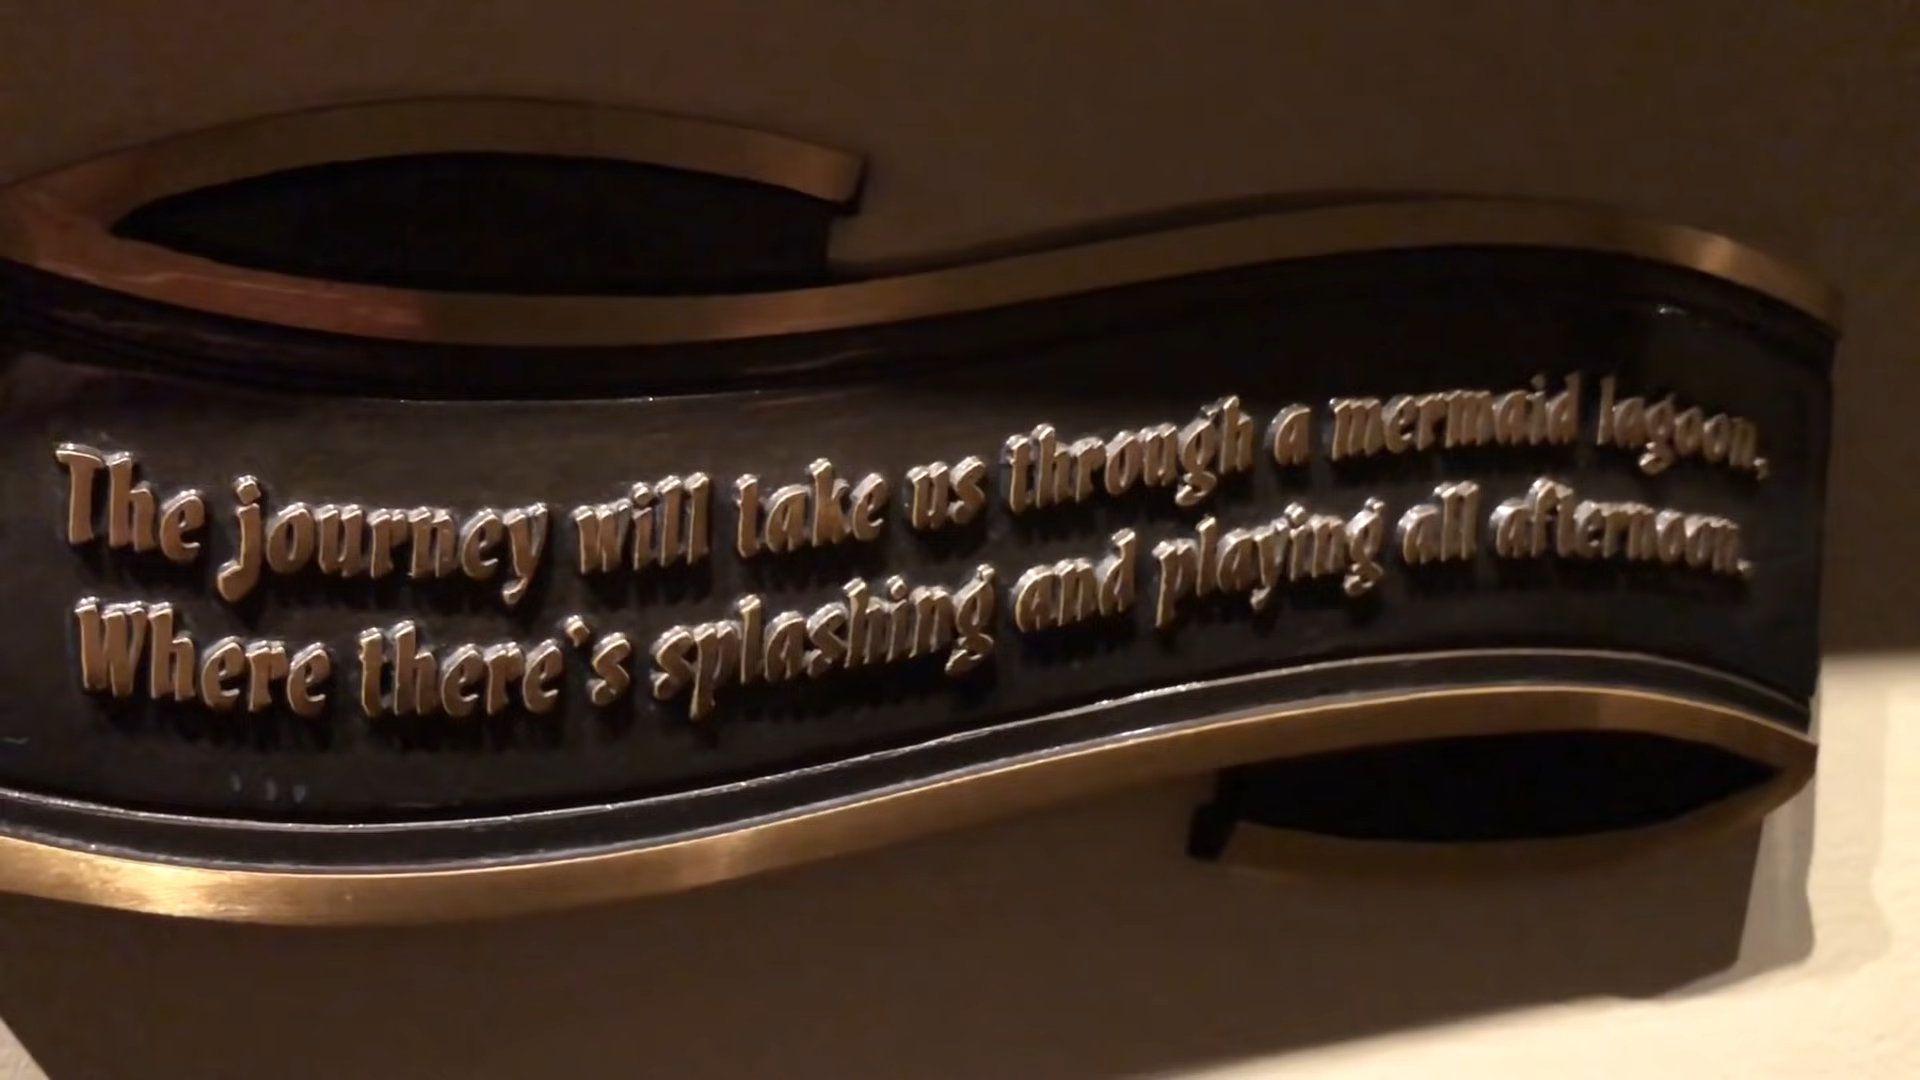 The journey will take us through a mermaid lagoon,
Where there's splashing and playing all afternoon.